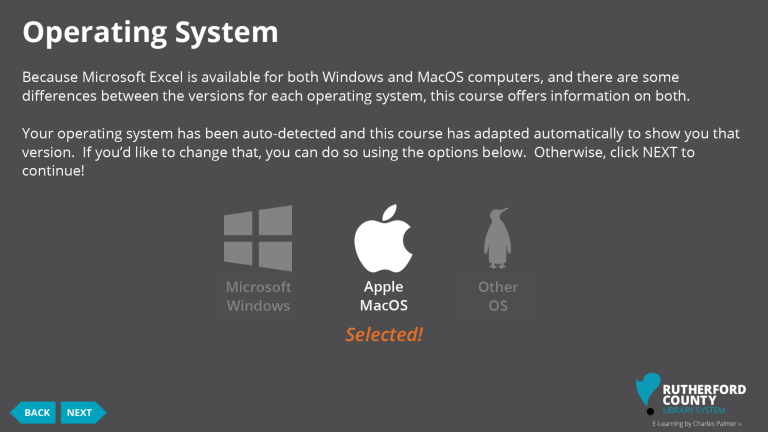 Operating System
Because Microsoft Excel is available for both Windows and MacOS computers, and there are some
differences between the versions for each operating system, this course offers information on both.
Your operating system has been auto-detected and this course has adapted automatically to show you that
version.  If you’d like to change that, you can do so using the options below.  Otherwise, click NEXT to
continue!
Microsoft
Windows
Apple
MacOS
Other
OS
Selected!
BACK
NEXT
RUTHERFORD
COUNTY
LIBRARY SYSTEM
E-Learning by Charles Palmer »